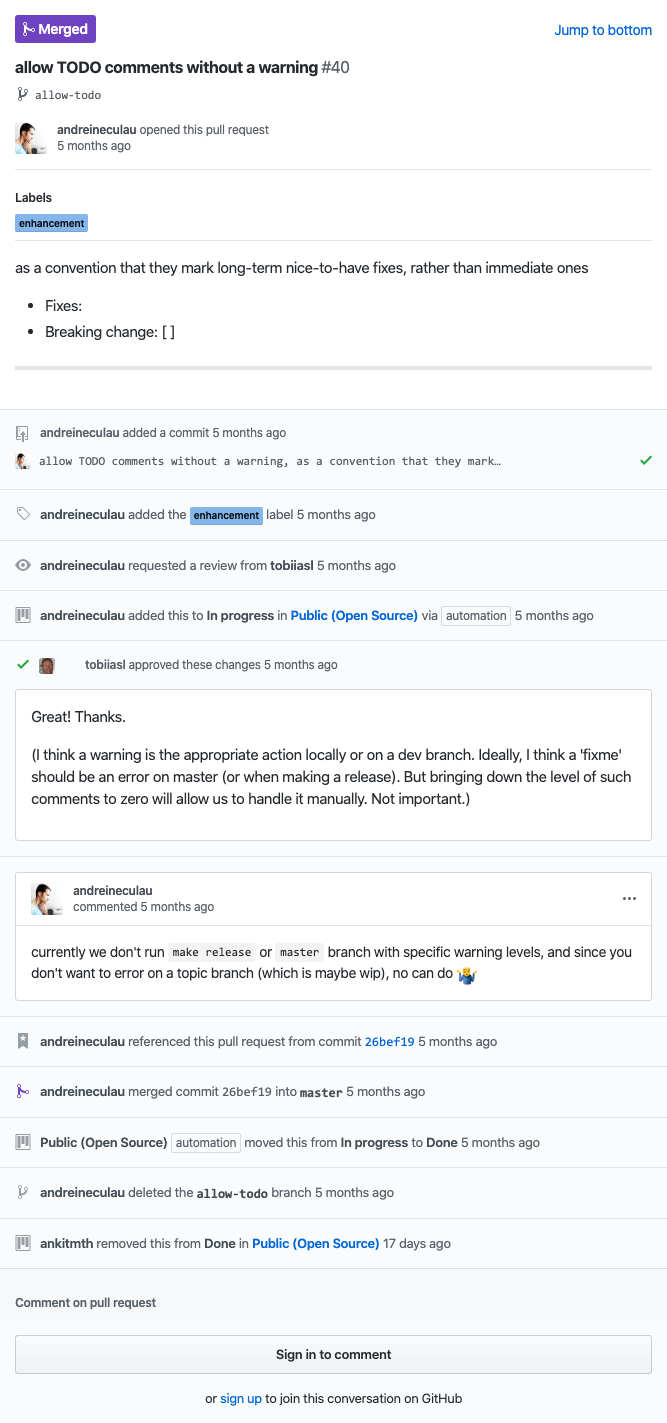 Merged
Jump to bottom
allow TODO comments without a warning #40
allow-todo
andreineculau opened this pull request
5 months ago
Labels
enhancement
as a convention that they mark long-term nice-to-have fixes, rather than immediate ones
• Fixes:
• Breaking change: [ ]
andreineculau added a commit 5 months ago
allow TODO comments without a warning, as a convention that they mark…
andreineculau added the enhancement label 5 months ago
andreineculau requested a review from tobiiasl 5 months ago
andreineculau added this to In progress in Public (Open Source) via automation 5 months ago
tobiiasl approved these changes 5 months ago
Great! Thanks.
(I think a warning is the appropriate action locally or on a dev branch. Ideally, I think a 'fixme'
should be an error on master (or when making a release). But bringing down the level of such
comments to zero will allow us to handle it manually. Not important.)
andreineculau
commented 5 months ago
currently we don't run make release or master branch with specific warning levels, and since you
don't want to error on a topic branch (which is maybe wip), no can do 🤷‍♂️
andreineculau referenced this pull request from commit 26bef19 5 months ago
andreineculau merged commit 26bef19 into master 5 months ago
Public (Open Source) automation moved this from In progress to Done 5 months ago
andreineculau deleted the allow-todo branch 5 months ago
ankitmth removed this from Done in Public (Open Source) 17 days ago
Comment on pull request
Sign in to comment
or sign up to join this conversation on GitHub